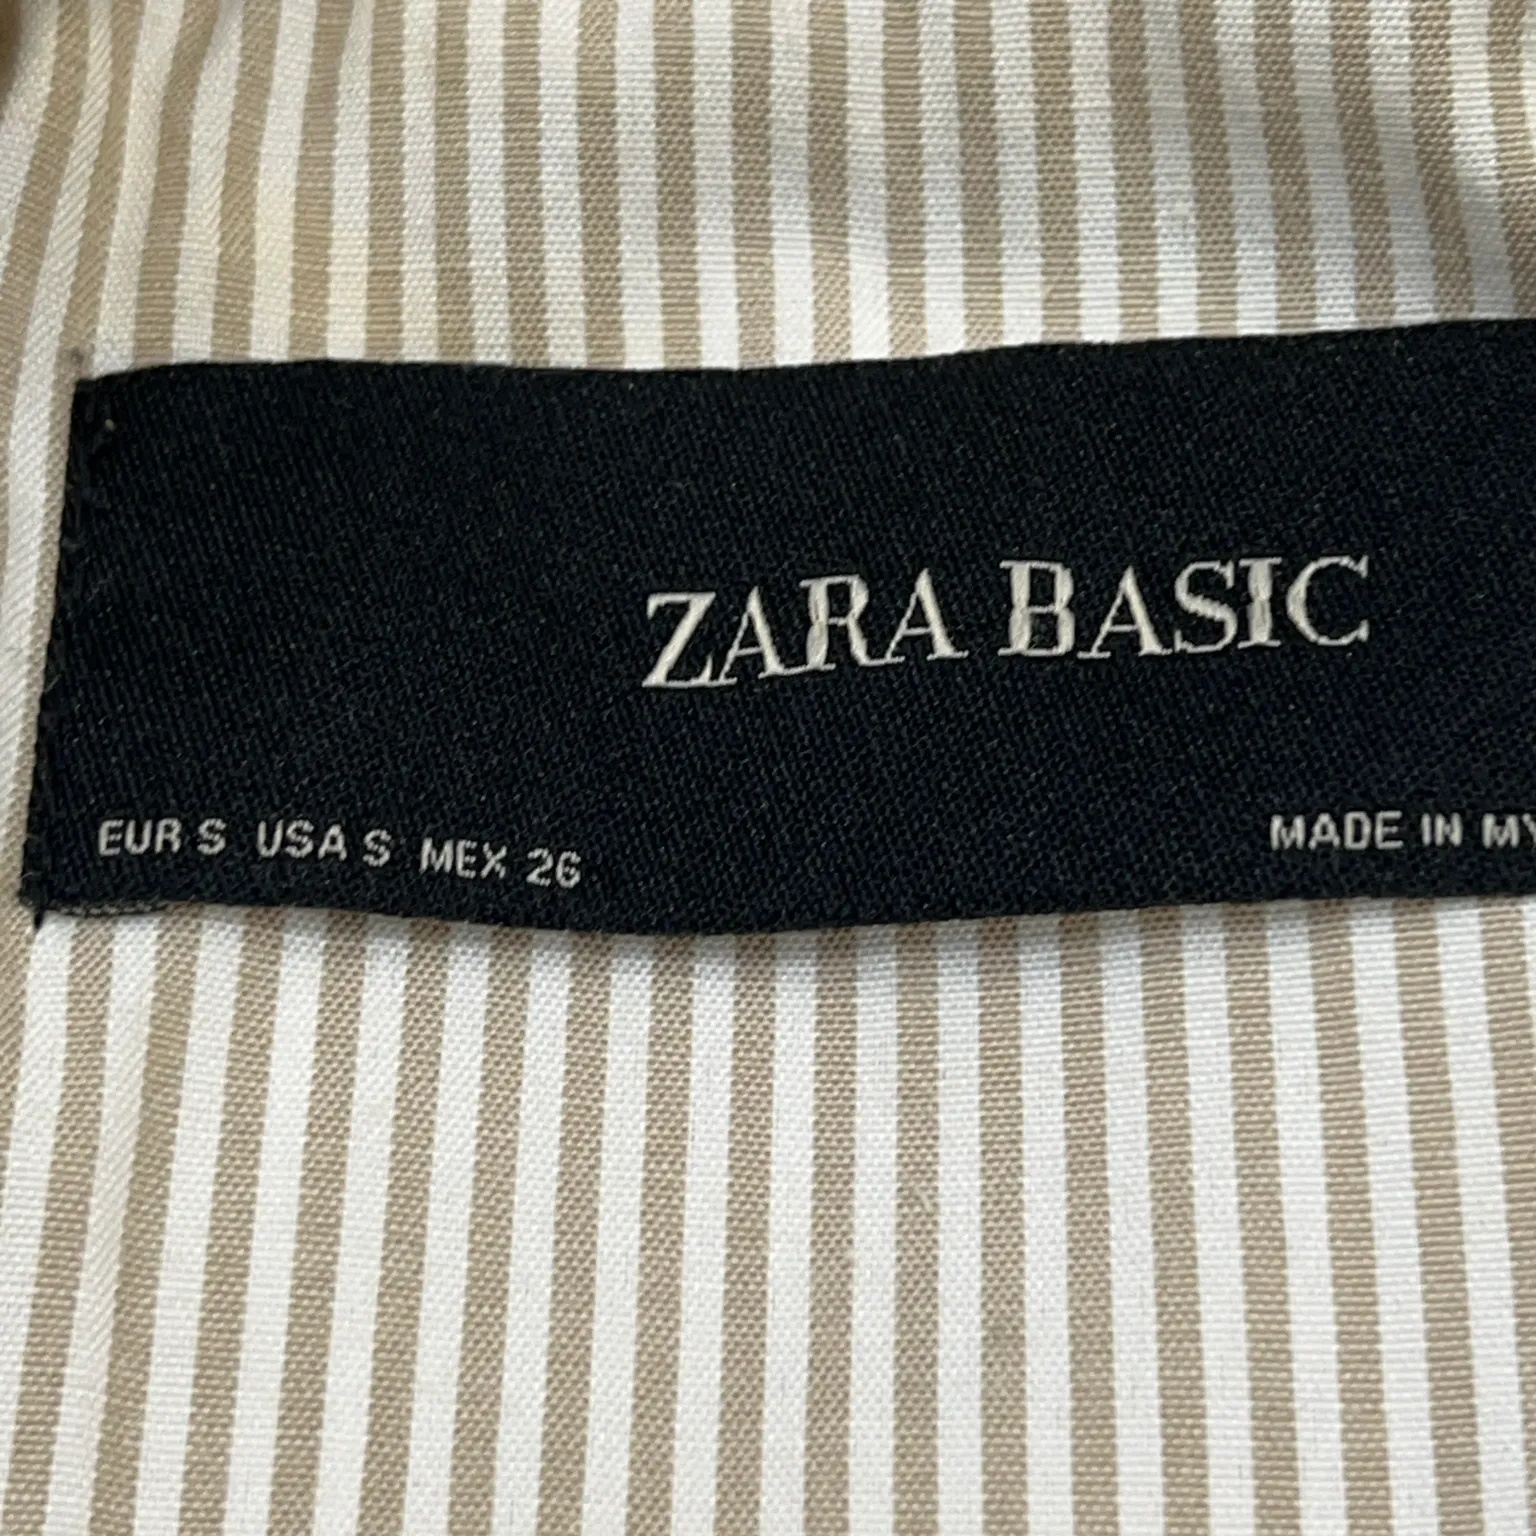 ZARA BASIC
EUR S USA S MEX 26
MADE IN MY